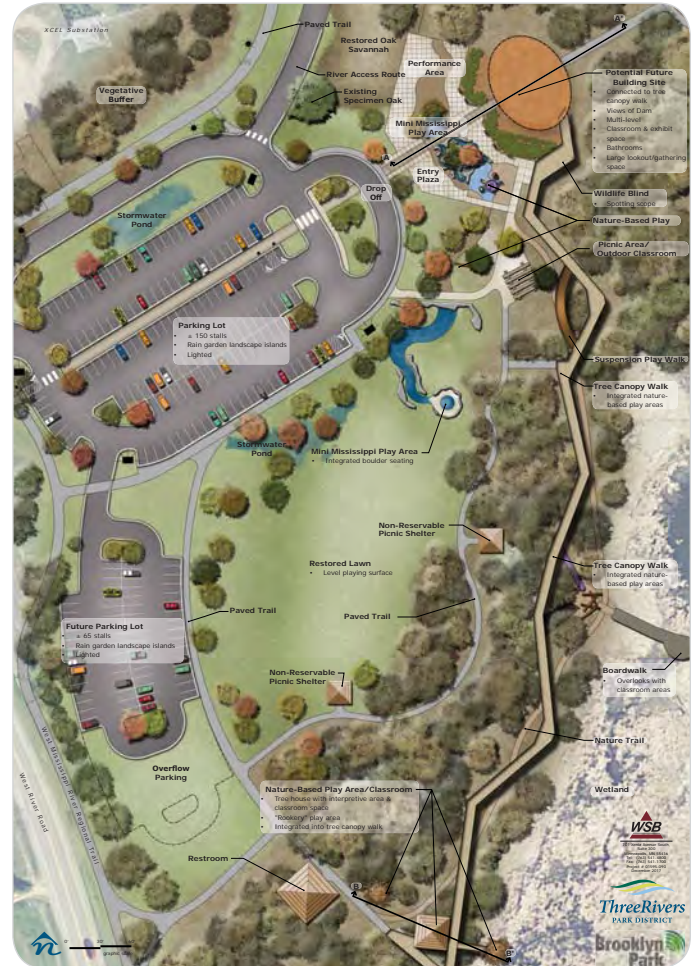 XCEL Substation
Paved Trail
Restored Oak
Savannah
Performance
Area
River Access Route
Vegetative
Buffer
Existing
Specimen Oak
Potential Future
Building Site
• Connected to tree
canopy walk
• Views of Dam
• Multi-level
• Classroom & exhibit
space
• Bathrooms
• Large lookout/gathering
space
A'
Mini Mississippi
Play Area
A
Entry
Plaza
Drop
Off
Wildlife Blind
• Spotting scope
Stormwater
Pond
Nature-Based Play
Picnic Area/
Outdoor Classroom
Parking Lot
• ± 150 stalls
• Rain garden landscape islands
• Lighted
Suspension Play Walk
Tree Canopy Walk
• Integrated nature-
based play areas
Stormwater
Pond
Mini Mississippi Play Area
• Integrated boulder seating
Non-Reservable
Picnic Shelter
Restored Lawn
• Level playing surface
Tree Canopy Walk
• Integrated nature-
based play areas
Paved Trail
Paved Trail
Future Parking Lot
• ± 65 stalls
• Rain garden landscape islands
• Lighted
Non-Reservable
Picnic Shelter
Boardwalk
• Overlooks with
classroom areas
Nature Trail
West Mississippi River Regional Trail
West River Road
Overflow
Parking
Nature-Based Play Area/Classroom
• Tree house with interpretive area &
classroom space
• "Rookery" play area
• Integrated into tree canopy walk
Wetland
Restroom
B
B'
WSB
ThreeRivers
PARK DISTRICT
Brooklyn
Park
n